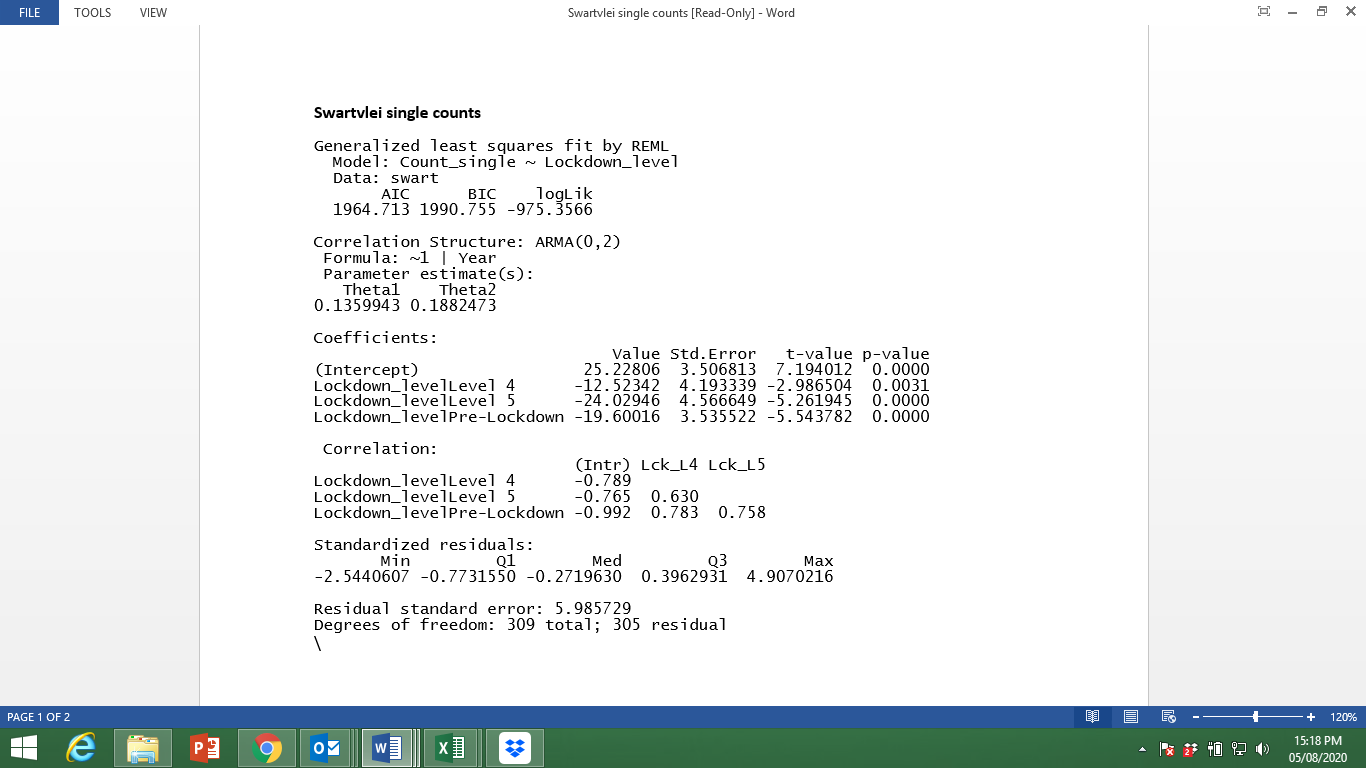 FILE TOOLS VIEW Swartvlei single counts [Read-Only] - Word
Swartvlei single counts
Generalized least squares fit by REML
  Model: Count_single ~ Lockdown_level
  Data: swart
       AIC      BIC    logLik
  1964.713 1990.755 -975.3566
Correlation Structure: ARMA(0,2)
 Formula: ~1 | Year
 Parameter estimate(s):
   Theta1    Theta2
0.1359943 0.1882473
Coefficients:
                               Value Std.Error   t-value p-value
(Intercept)                 25.22806  3.506813  7.194012  0.0000
Lockdown_levelLevel 4      -12.52342  4.193339 -2.986504  0.0031
Lockdown_levelLevel 5      -24.02946  4.566649 -5.261945  0.0000
Lockdown_levelPre-Lockdown -19.60016  3.535522 -5.543782  0.0000
 Correlation:
                           (Intr) Lck_L4 Lck_L5
Lockdown_levelLevel 4      -0.789
Lockdown_levelLevel 5      -0.765  0.630
Lockdown_levelPre-Lockdown -0.992  0.783  0.758
Standardized residuals:
       Min         Q1        Med         Q3        Max
-2.5440607 -0.7731550 -0.2719630  0.3962931  4.9070216
Residual standard error: 5.985729
Degrees of freedom: 309 total; 305 residual
\
PAGE 1 OF 2 120%
15:18 PM
05/08/2020